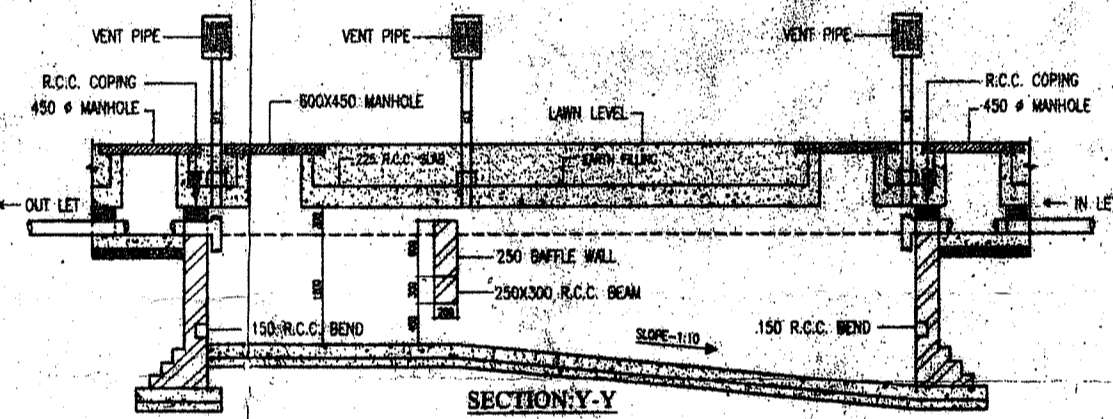 VENT PIPE
VENT PIPE
VENT PIPE
R.C.C. COPING
R.C.C. COPING
450 ø MANHOLE
600X450 MANHOLE
LAWN LEVEL
450 ø MANHOLE
225 R.C.C. SLAB
EARTH FILLING
OUT LET
IN LE
250 BAFFLE WALL
300
250X300 R.C.C. BEAM
150 R.C.C. BEND
SLOPE-1:10
150 R.C.C. BEND
SECTION:Y-Y